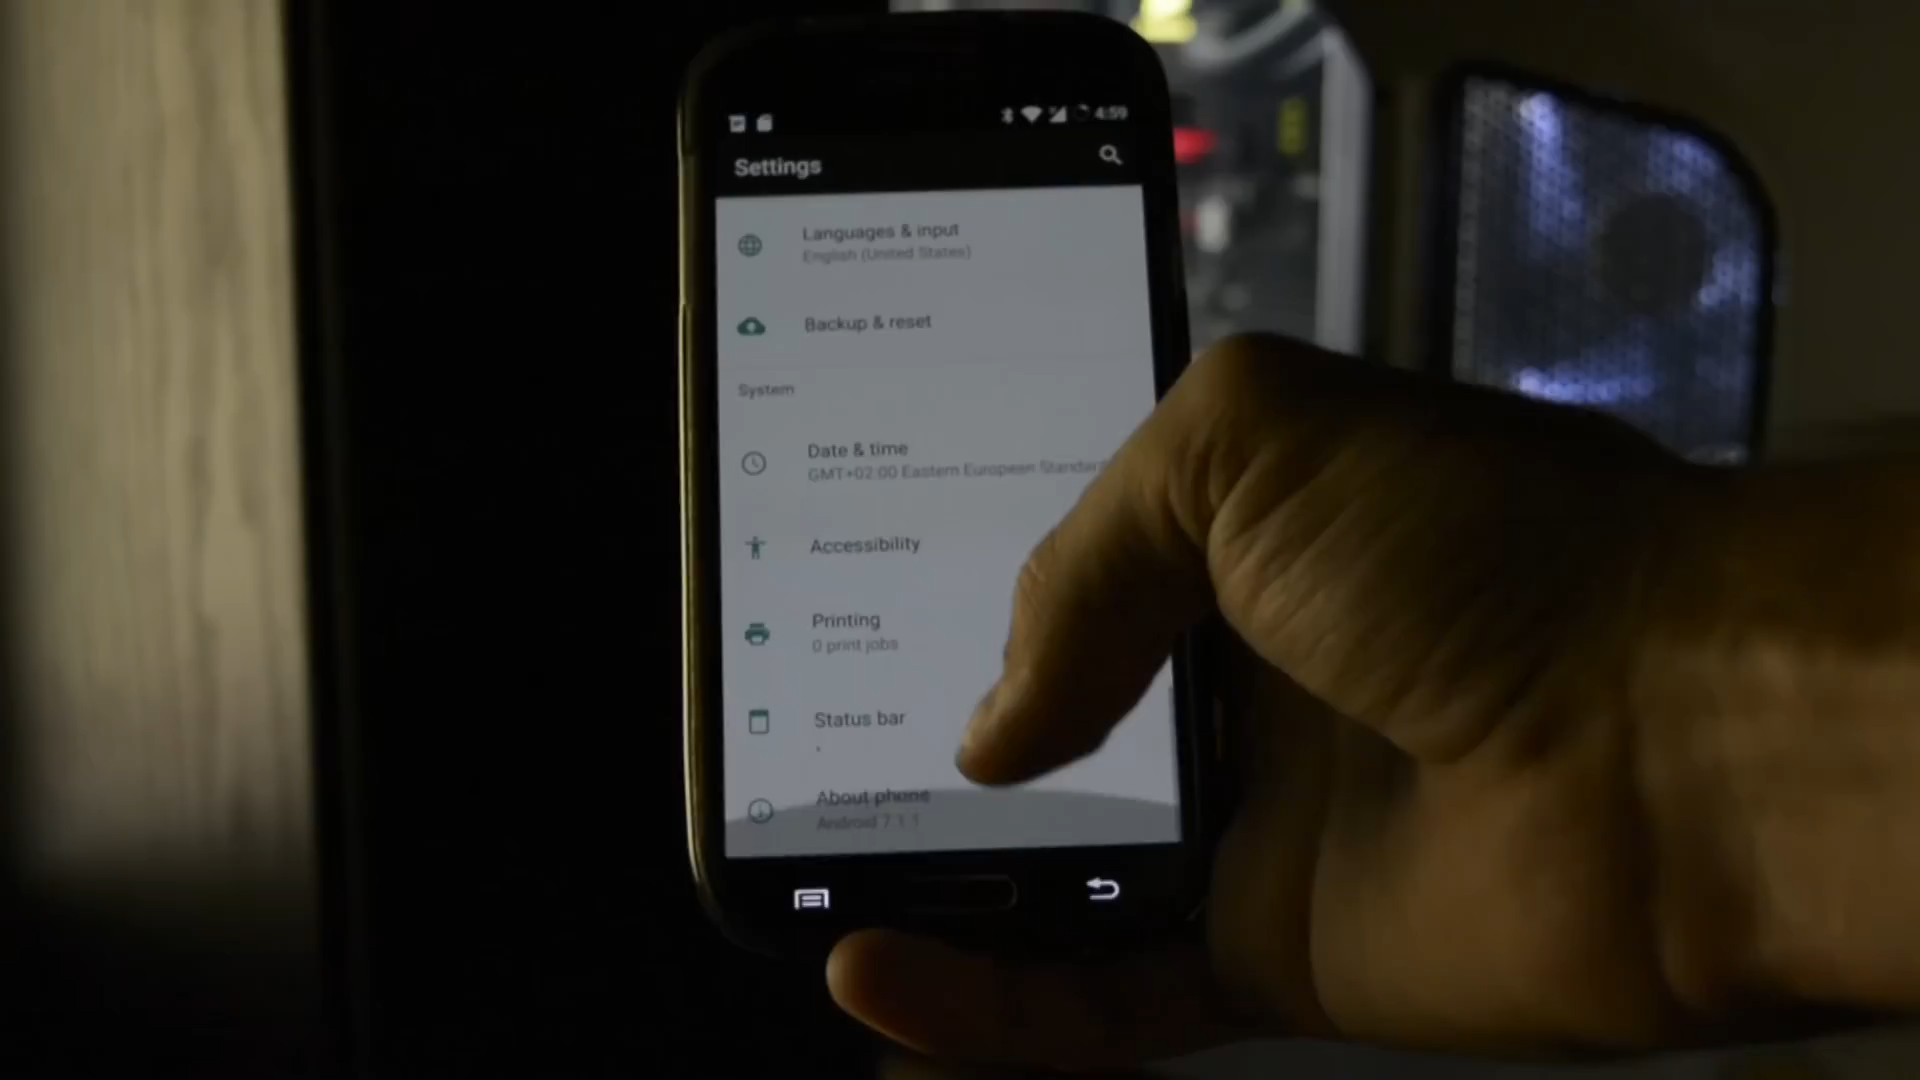 4:59
Settings
Languages & input
English (United States)
Backup & reset
System
Date & time
GMT+02:00 Eastern European Standard
Accessibility
Printing
0 print jobs
Status bar
About phone
Android 7.1.1